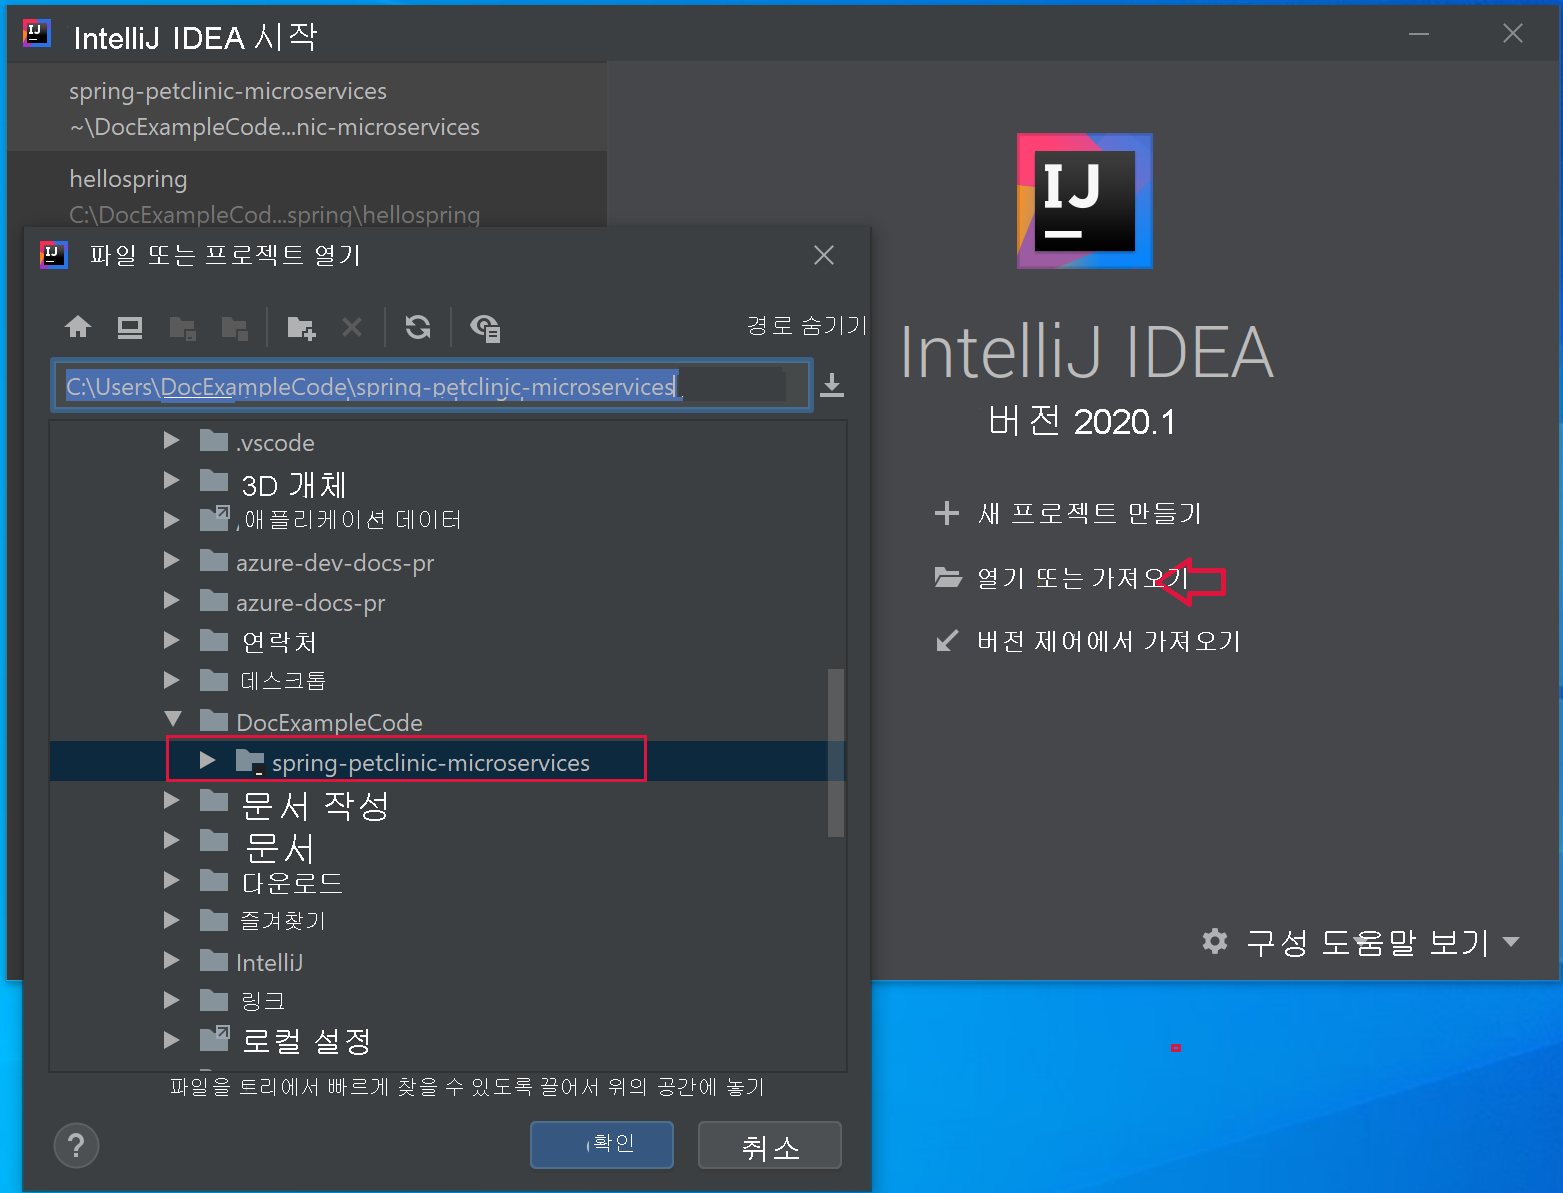 IntelliJ IDEA 시작
spring-petclinic-microservices
~\DocExampleCode...nic-microservices
hellospring
C:\DocExampleCod...spring\hellospring
파일 또는 프로젝트 열기
경로 숨기기
C:\Users\DocExampleCode\spring-petclinic-microservices
.vscode
3D 개체
애플리케이션 데이터
azure-dev-docs-pr
azure-docs-pr
연락처
데스크톱
DocExampleCode
spring-petclinic-microservices
문서 작성
문서
다운로드
즐겨찾기
IntelliJ
링크
로컬 설정
파일을 트리에서 빠르게 찾을 수 있도록 끌어서 위의 공간에 놓기
?
확인
취소
IJ
IntelliJ IDEA
버전 2020.1
새 프로젝트 만들기
열기 또는 가져오기
버전 제어에서 가져오기
구성 도움말 보기